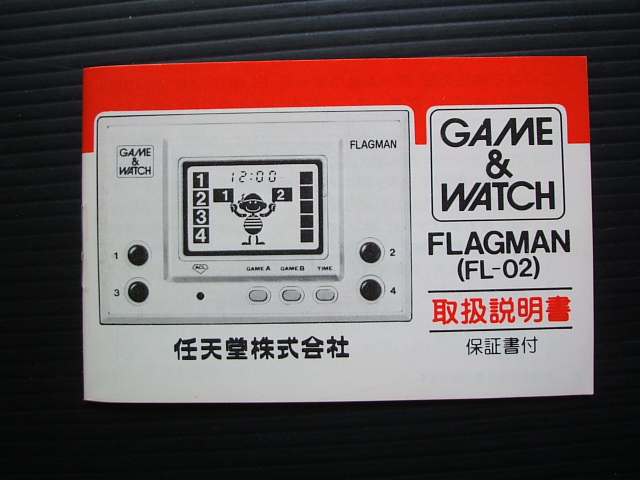 GAME
&
WATCH
FLAGMAN
12:00
1
2
3
4
1
2
1
3
2
4
ACL
GAME A
GAME B
TIME
任天堂株式会社
GAME
&
WATCH
FLAGMAN
(FL-02)
取扱説明書
保証書付